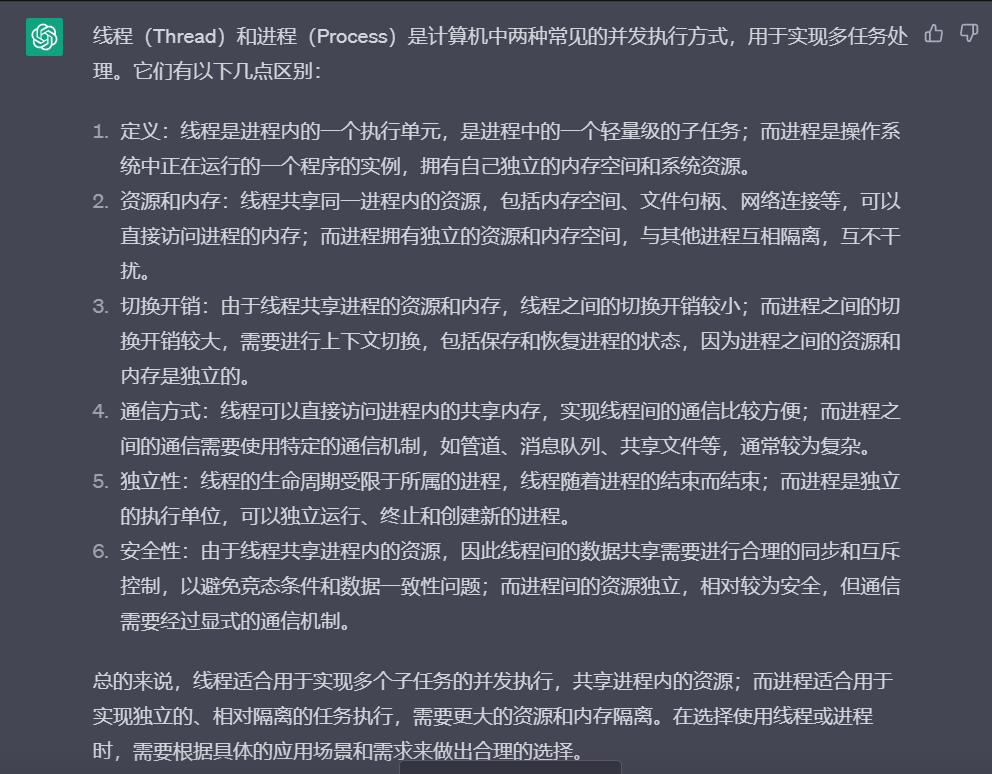 线程（Thread）和进程（Process）是计算机中两种常见的并发执行方式，用于实现多任务处
理。它们有以下几点区别：
1. 定义：线程是进程内的一个执行单元，是进程中的一个轻量级的子任务；而进程是操作系
统中正在运行的一个程序的实例，拥有自己独立的内存空间和系统资源。
2. 资源和内存：线程共享同一进程内的资源，包括内存空间、文件句柄、网络连接等，可以
直接访问进程的内存；而进程拥有独立的资源和内存空间，与其他进程互相隔离，互不干
扰。
3. 切换开销：由于线程共享进程的资源和内存，线程之间的切换开销较小；而进程之间的切
换开销较大，需要进行上下文切换，包括保存和恢复进程的状态，因为进程之间的资源和
内存是独立的。
4. 通信方式：线程可以直接访问进程内的共享内存，实现线程间的通信比较方便；而进程之
间的通信需要使用特定的通信机制，如管道、消息队列、共享文件等，通常较为复杂。
5. 独立性：线程的生命周期受限于所属的进程，线程随着进程的结束而结束；而进程是独立
的执行单位，可以独立运行、终止和创建新的进程。
6. 安全性：由于线程共享进程内的资源，因此线程间的数据共享需要进行合理的同步和互斥
控制，以避免竞态条件和数据一致性问题；而进程间的资源独立，相对较为安全，但通信
需要经过显式的通信机制。
总的来说，线程适合用于实现多个子任务的并发执行，共享进程内的资源；而进程适合用于
实现独立的、相对隔离的任务执行，需要更大的资源和内存隔离。在选择使用线程或进程
时，需要根据具体的应用场景和需求来做出合理的选择。